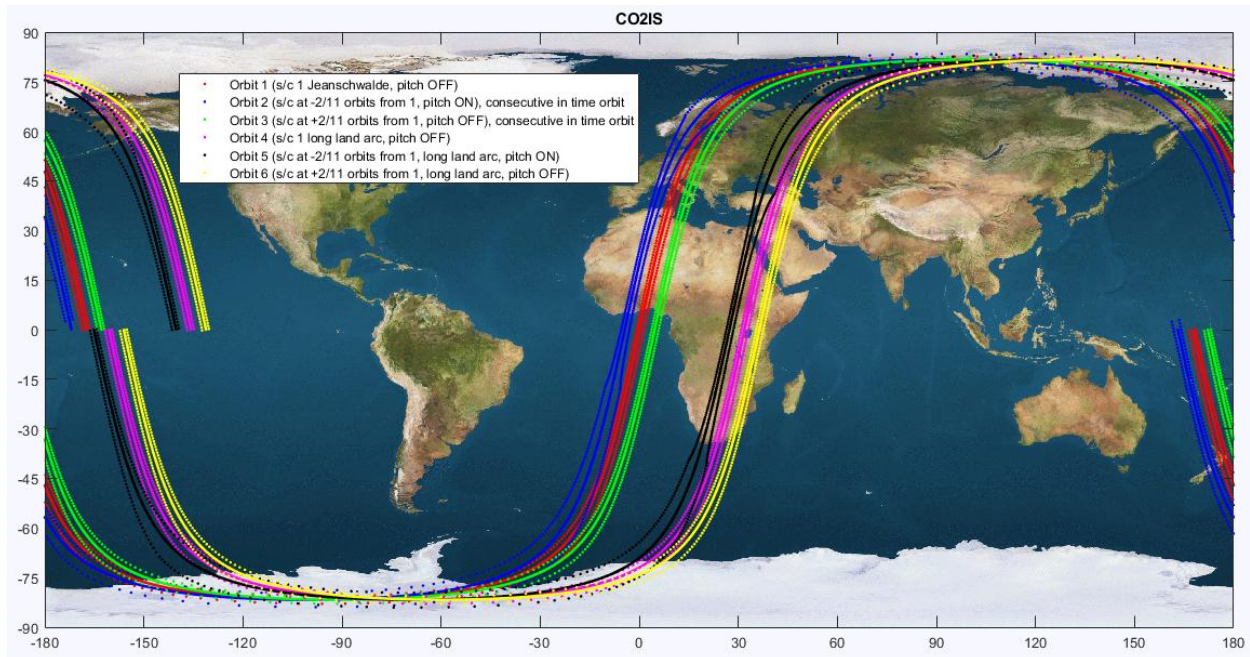 CO2IS
90
75
60
45
30
15
0
-15
-30
-45
-60
-75
-90
Orbit 1 (s/c 1 Jeanschwalde, pitch OFF)
Orbit 2 (s/c at -2/11 orbits from 1, pitch ON), consecutive in time orbit
Orbit 3 (s/c at +2/11 orbits from 1, pitch OFF), consecutive in time orbit
Orbit 4 (s/c 1 long land arc, pitch OFF)
Orbit 5 (s/c at -2/11 orbits from 1, long land arc, pitch ON)
Orbit 6 (s/c at +2/11 orbits from 1, long land arc, pitch OFF)
-180 -150 -120 -90 -60 -30 0 30 60 90 120 150 180